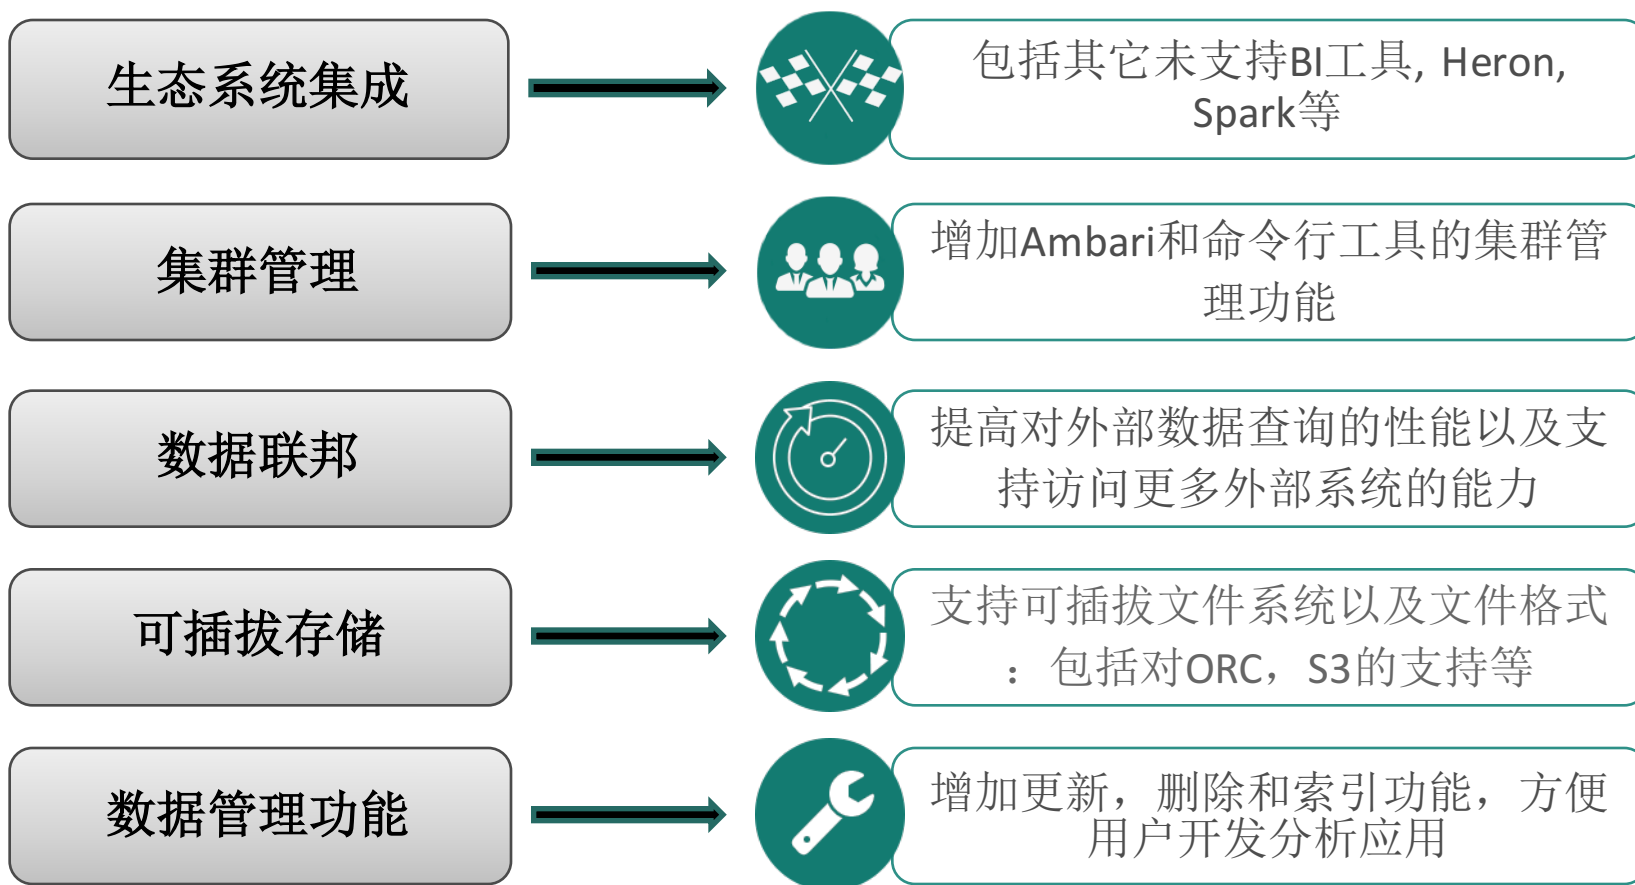 生态系统集成
包括其它未支持BI工具, Heron,
Spark等
集群管理
增加Ambari和命令行工具的集群管
理功能
数据联邦
提高对外部数据查询的性能以及支
持访问更多外部系统的能力
可插拔存储
支持可插拔文件系统以及文件格式
：包括对ORC，S3的支持等
数据管理功能
增加更新，删除和索引功能，方便
用户开发分析应用